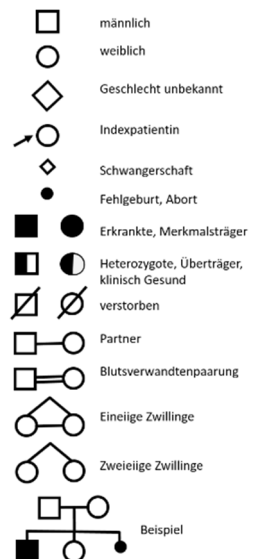 männlich
weiblich
Geschlecht unbekannt
Indexpatientin
Schwangerschaft
Fehlgeburt, Abort
Erkrankte, Merkmalsträger
Heterozygote, Überträger,
klinisch Gesund
verstorben
Partner
Blutsverwandtenpaarung
Eineiige Zwillinge
Zweieiige Zwillinge
Beispiel